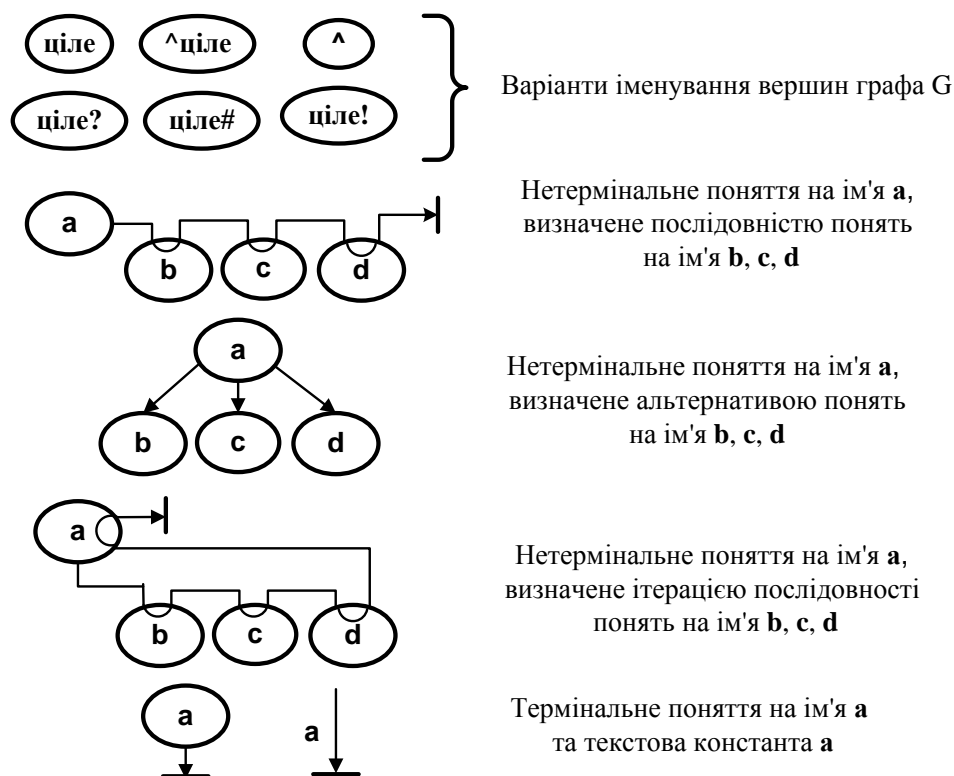 ціле ^ціле ^
Варіанти іменування вершин графа G
ціле? ціле# ціле!
Нетермінальне поняття на ім'я a,
визначене послідовністю понять
на ім'я b, c, d
a
b c d
Нетермінальне поняття на ім'я a,
визначене альтернативою понять
на ім'я b, c, d
a
b c d
Нетермінальне поняття на ім'я a,
визначене ітерацією послідовності
понять на ім'я b, c, d
a
b c d
Термінальне поняття на ім'я a
та текстова константа a
a a